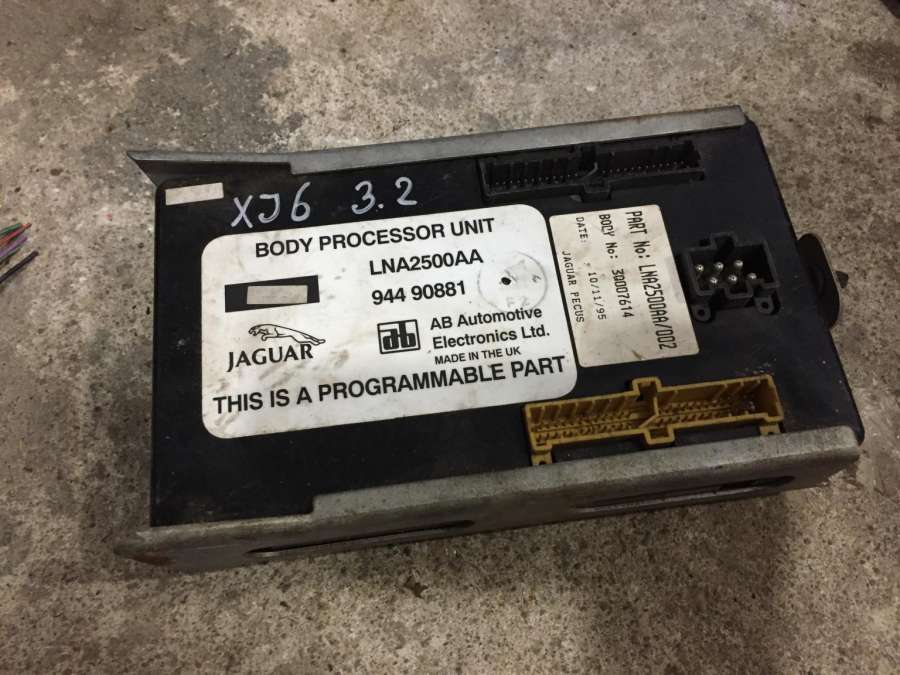 XJ6 3.2
BODY PROCESSOR UNIT
LNA2500AA
944 90881
JAGUAR
ab
AB Automotive
Electronics Ltd.
MADE IN THE UK
THIS IS A PROGRAMMABLE PART
PART No: LNA2500AA/002
BODY No: 30007614
DATE: 10/11/95
JAGUAR PECUS